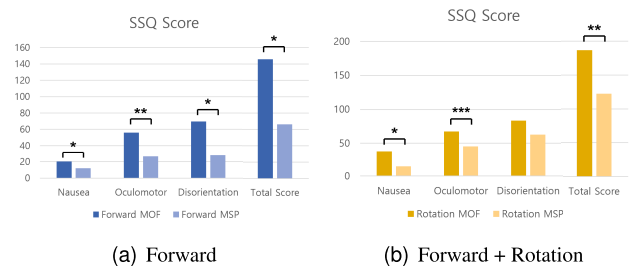 SSQ Score
160
140
120
100
80
60
40
20
0
* ** * *
Nausea Oculomotor Disorientation Total Score
Forward MOF Forward MSP
(a) Forward
SSQ Score
200
150
100
50
0
* *** **
Nausea Oculomotor Disorientation Total Score
Rotation MOF Rotation MSP
(b) Forward + Rotation